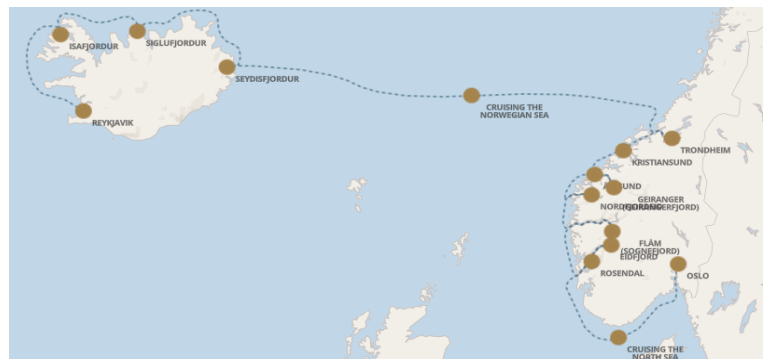 ISAFJORDUR
SIGLUFJORDUR
SEYDISFJORDUR
REYKJAVIK
CRUISING THE
NORWEGIAN SEA
TRONDHEIM
KRISTIANSUND
GEIRANGER
(GEIRANGERFJORD)
FLÅM
(SOGNEFJORD)
EIDFJORD
ROSENDAL
OSLO
CRUISING THE
NORTH SEA